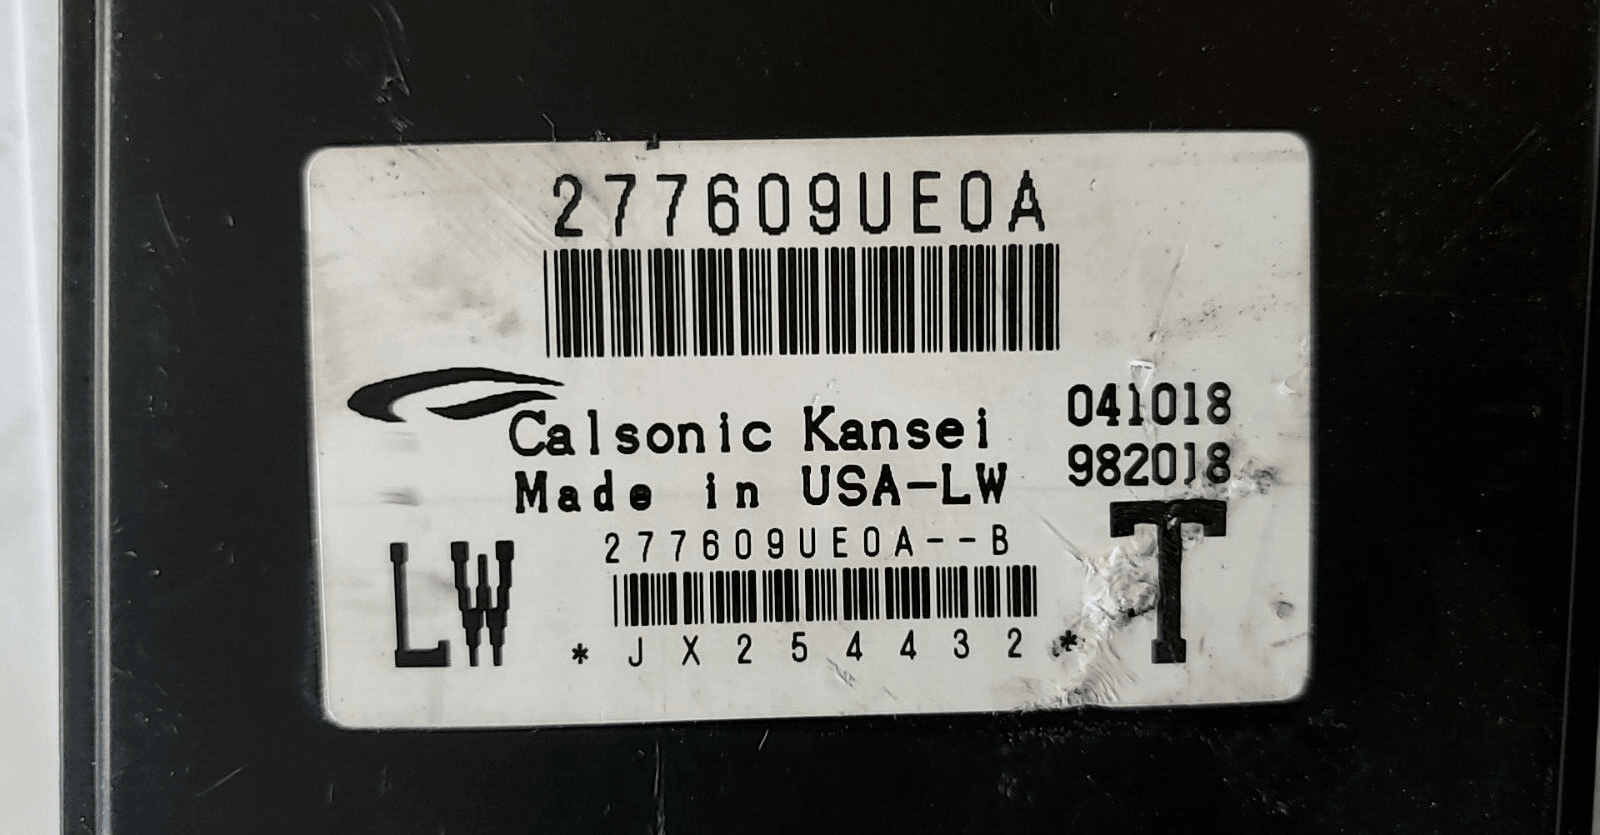 277609UE0A
Calsonic Kansei
041018
Made in USA-LW
982018
277609UE0A--B
LW
T
*JX254432*